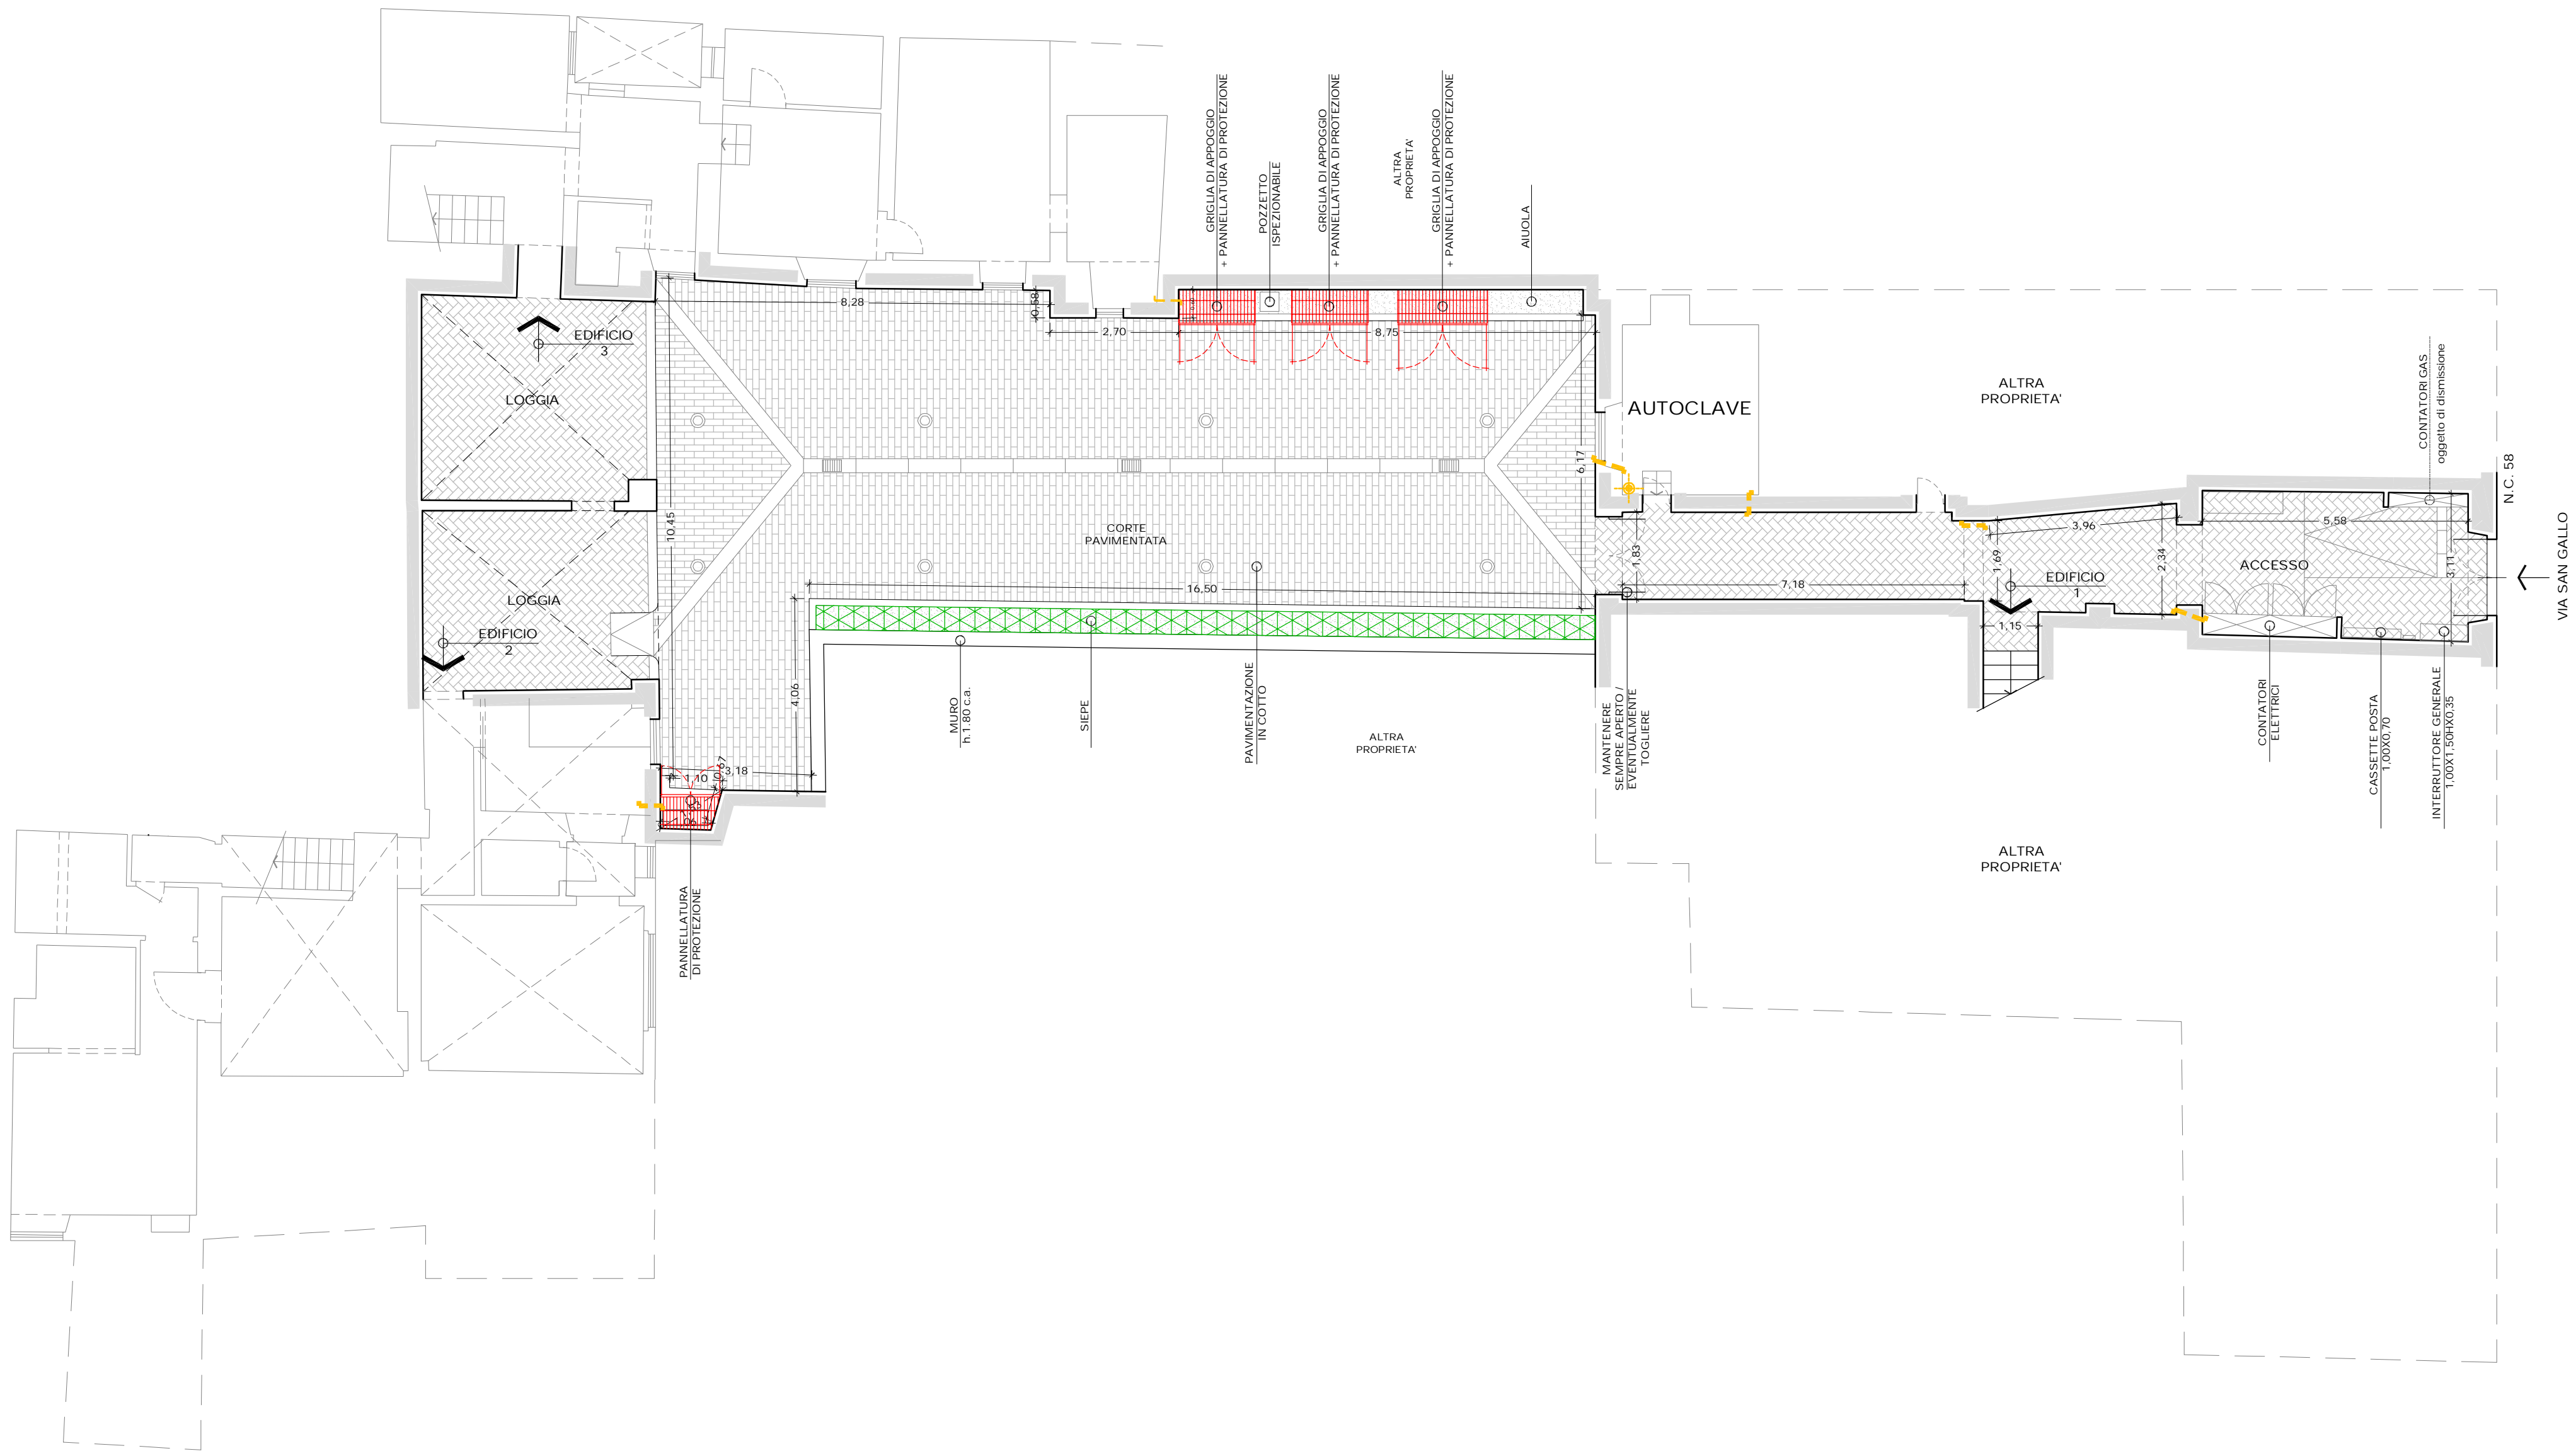 GRIGLIA DI APPOGGIO
+ PANNELLATURA DI PROTEZIONE
POZZETTO
ISPEZIONABILE
GRIGLIA DI APPOGGIO
+ PANNELLATURA DI PROTEZIONE
ALTRA
PROPRIETA'
GRIGLIA DI APPOGGIO
+ PANNELLATURA DI PROTEZIONE
AIUOLA
8,28
0,58
2,70
8,75
EDIFICIO
3
LOGGIA
AUTOCLAVE
ALTRA
PROPRIETA'
CONTATORI GAS
oggetto di dismissione
N.C. 58
VIA SAN GALLO
6,17
10,45
CORTE
PAVIMENTATA
16,50
1,83
7,18
3,96
1,69
2,34
5,58
3,11
ACCESSO
EDIFICIO
1
1,15
LOGGIA
EDIFICIO
2
4,06
3,18
1,10
0,67
MURO
h.1.80 c.a.
SIEPE
PAVIMENTAZIONE
IN COTTO
ALTRA
PROPRIETA'
MANTENERE
SEMPRE APERTO /
EVENTUALMENTE
TOGLIERE
CONTATORI
ELETTRICI
CASSETTE POSTA
1,00X0,70
INTERRUTTORE GENERALE
1,00X1,50HX0,35
ALTRA
PROPRIETA'
PANNELLATURA
DI PROTEZIONE